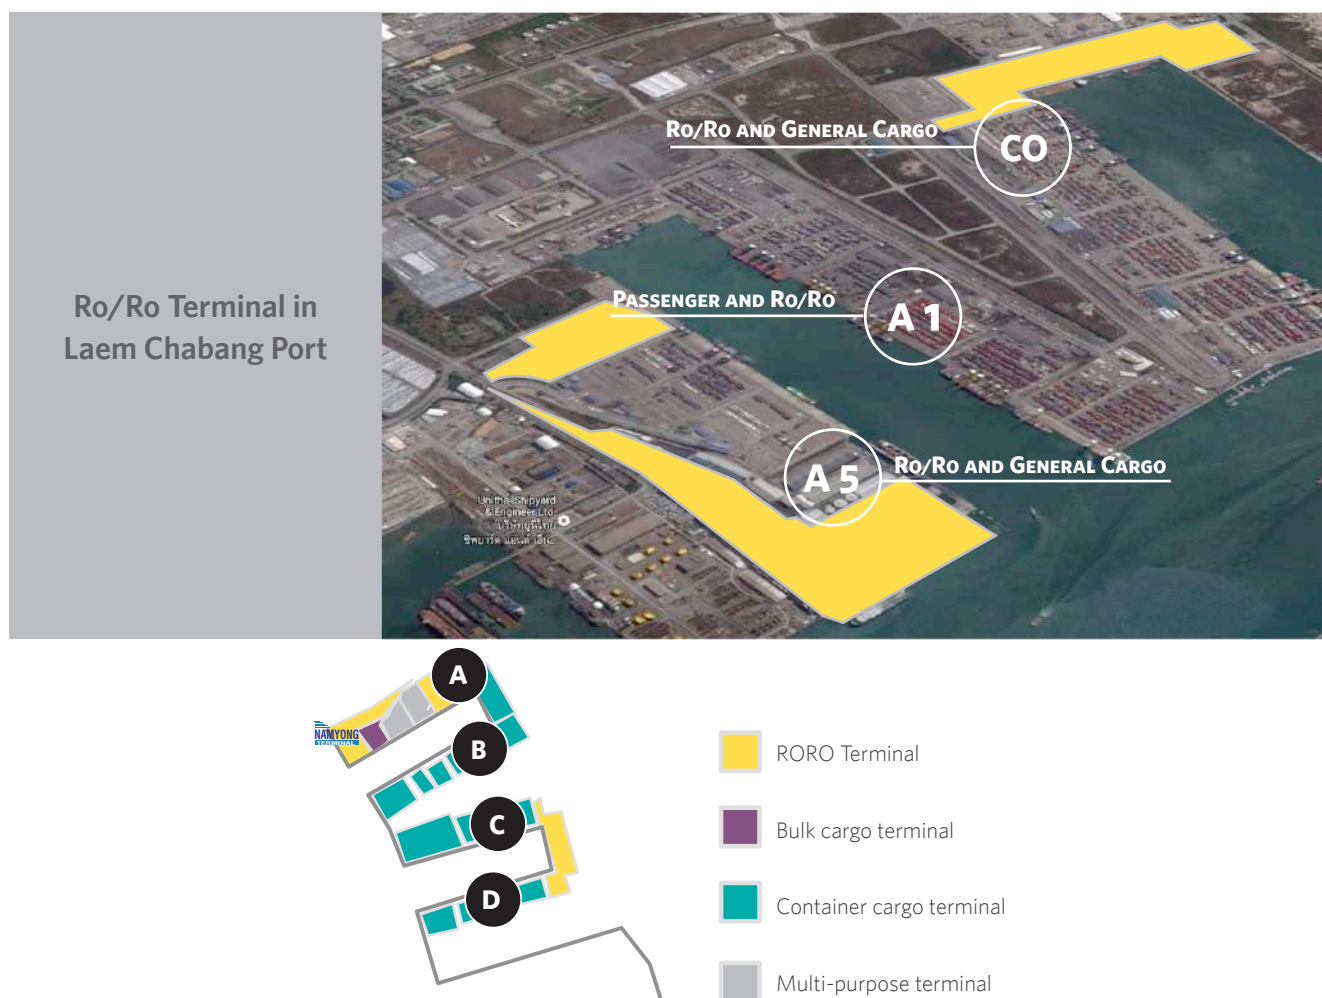 Ro/Ro Terminal in
Laem Chabang Port
Ro/Ro and General Cargo
CO
Passenger and Ro/Ro
A 1
A 5
Ro/Ro and General Cargo
Unithai Shipyard
& Engineer Ltd.
A
NAMYONG
TERMINAL
B
C
D
RORO Terminal
Bulk cargo terminal
Container cargo terminal
Multi-purpose terminal